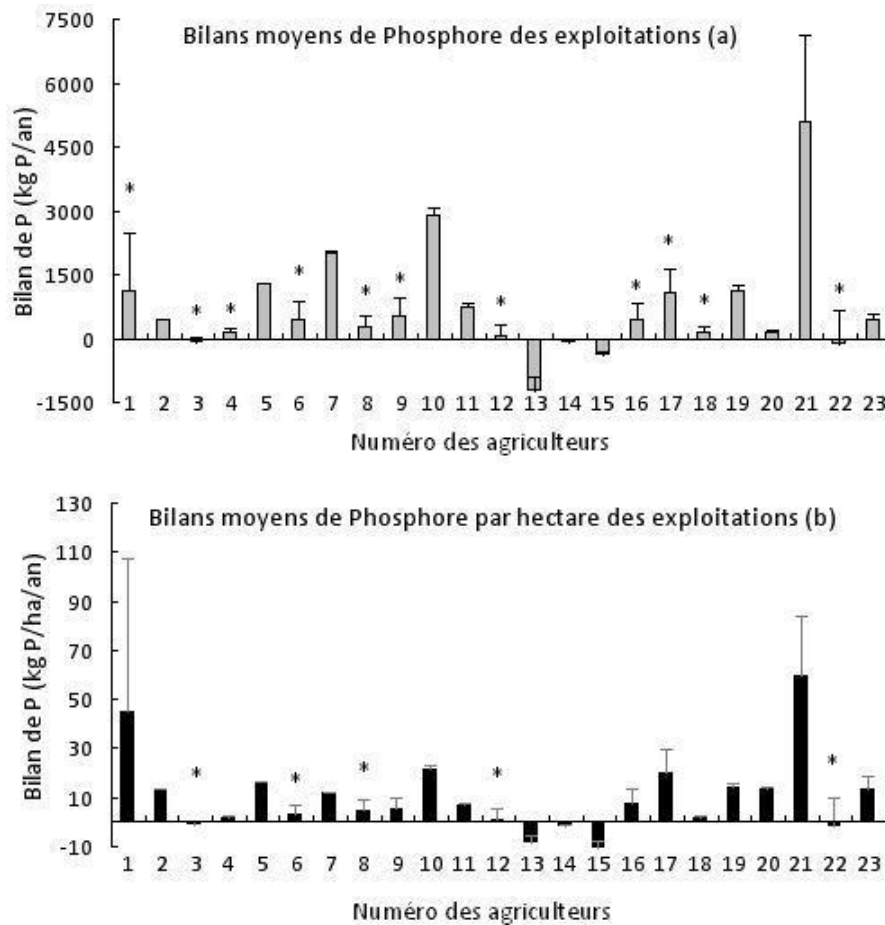 Bilans moyens de Phosphore des exploitations (a)
Bilan de P (kg P/an)
7500
6000
4500
3000
1500
0
-1500
* * * * * * * * * * * *
1 2 3 4 5 6 7 8 9 10 11 12 13 14 15 16 17 18 19 20 21 22 23
Numéro des agriculteurs
Bilans moyens de Phosphore par hectare des exploitations (b)
Bilan de P (kg P/ha/an)
130
110
90
70
50
30
10
-10
* * * * *
1 2 3 4 5 6 7 8 9 10 11 12 13 14 15 16 17 18 19 20 21 22 23
Numéro des agriculteurs